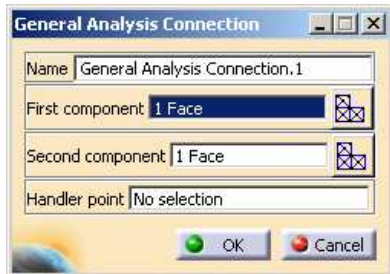 General Analysis Connection
Name General Analysis Connection.1
First component 1 Face
Second component 1 Face
Handler point No selection
OK Cancel